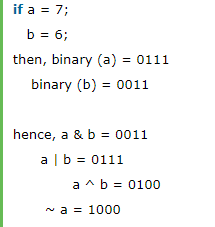 if a = 7;
b = 6;
then, binary (a) = 0111
binary (b) = 0011
hence, a & b = 0011
a | b = 0111
a ^ b = 0100
~ a = 1000